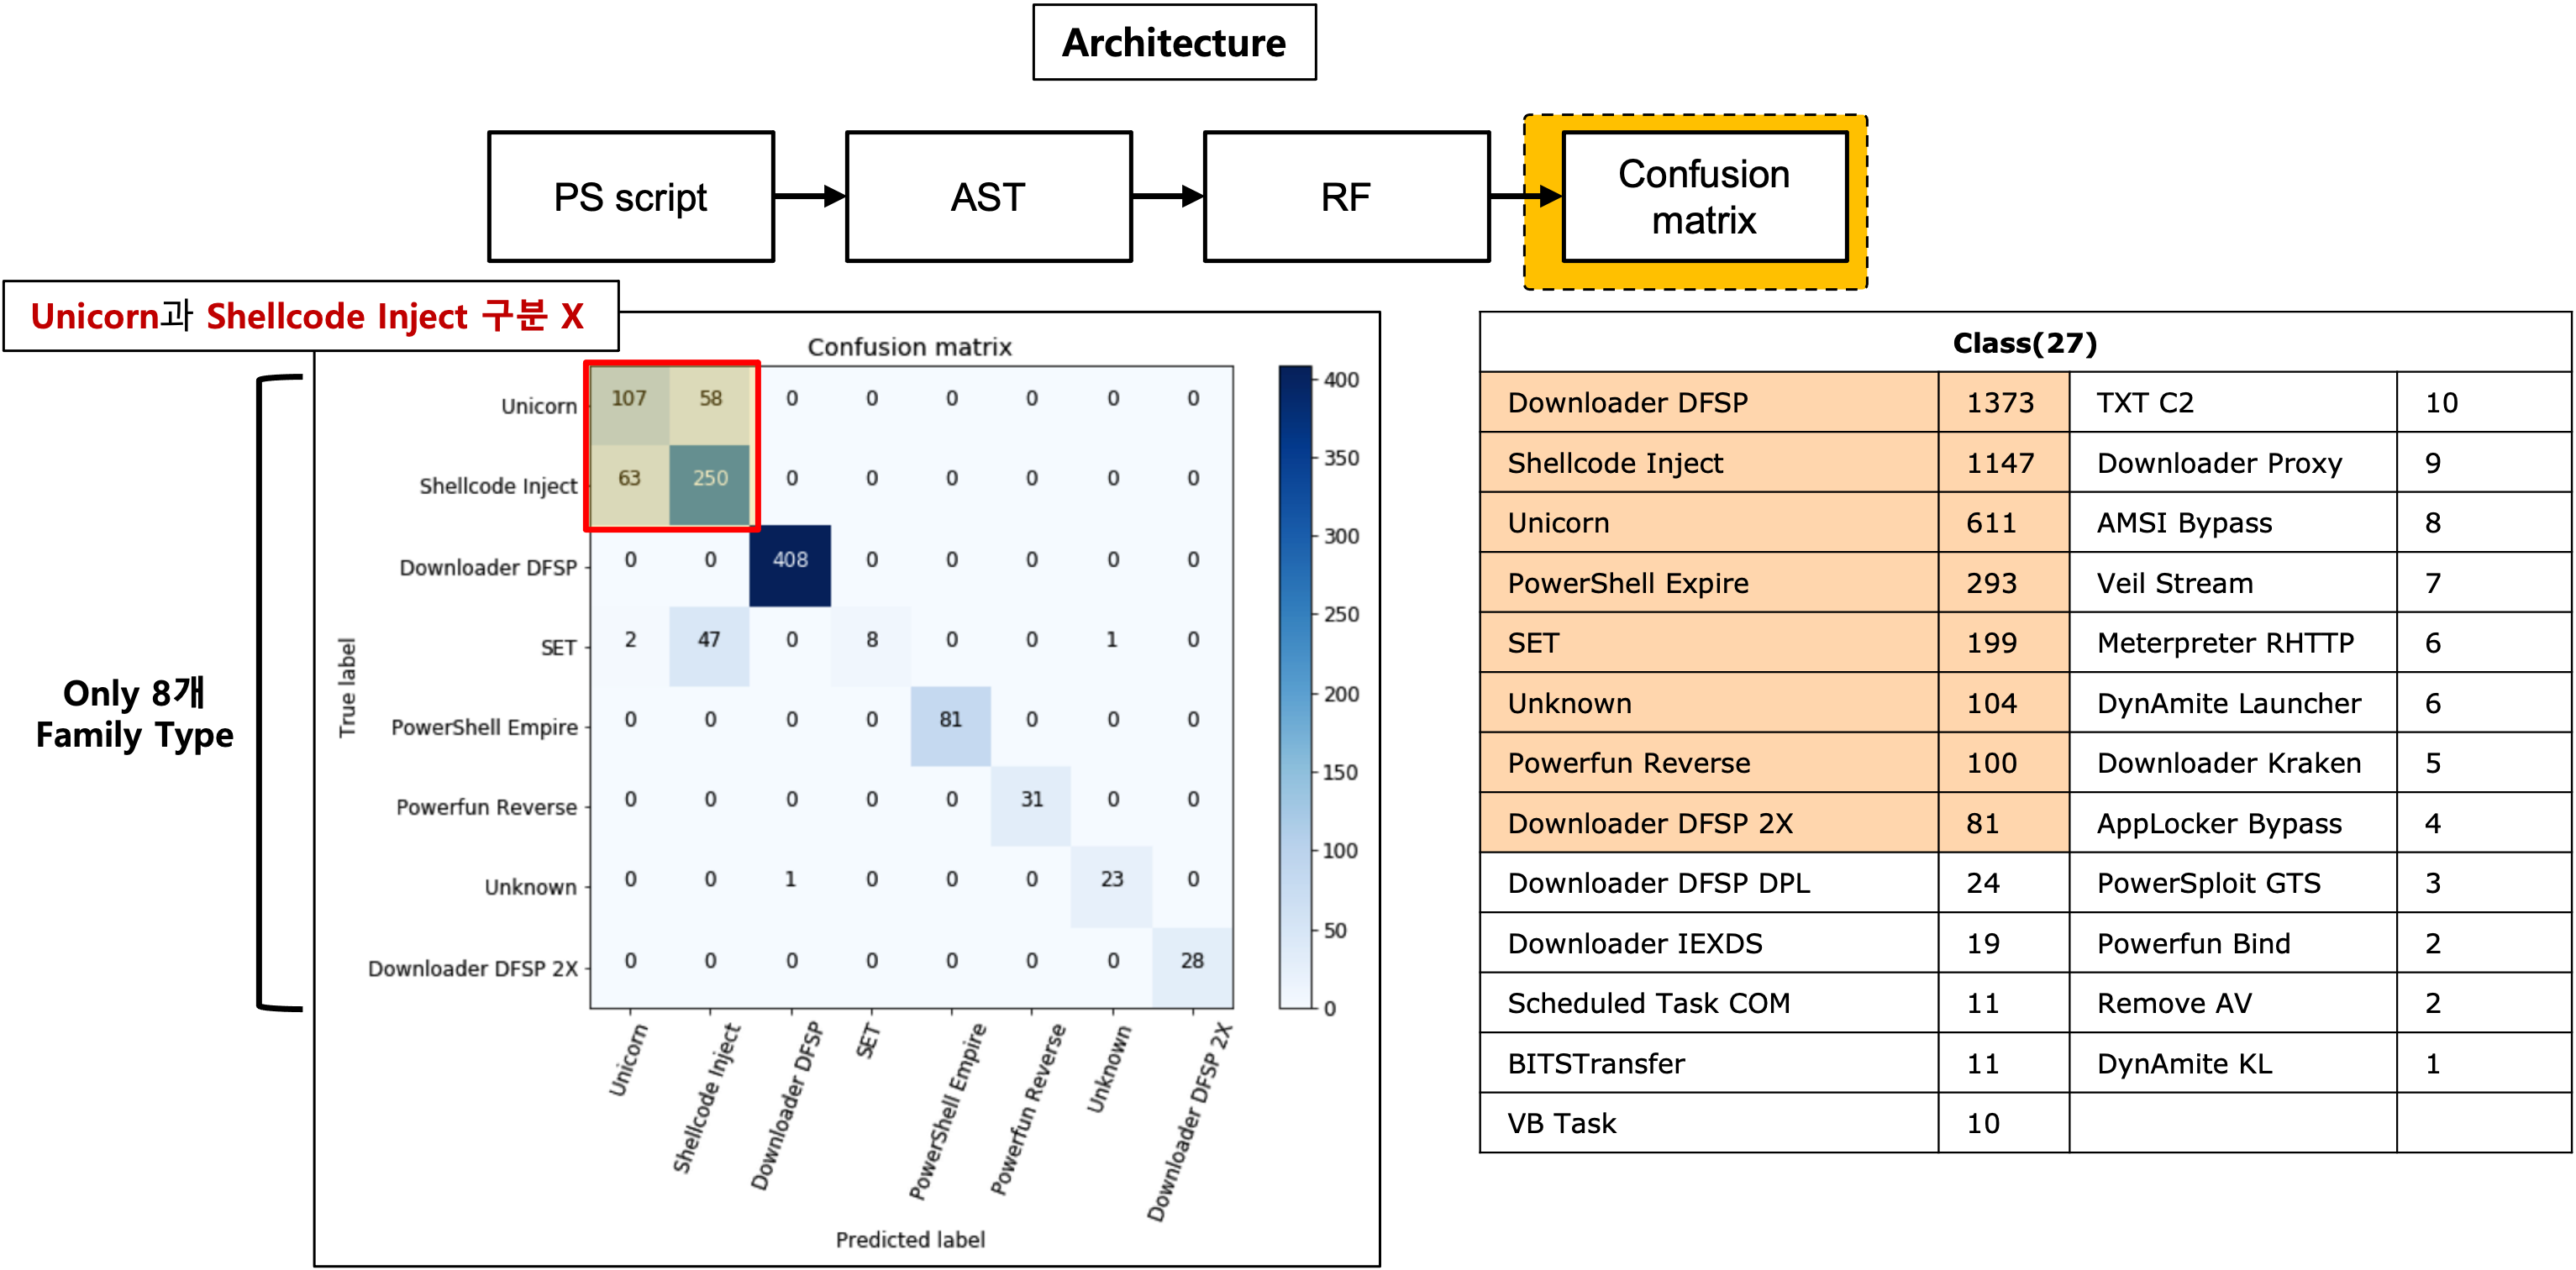 Architecture
PS script
AST
RF
Confusion
matrix
Unicorn과 Shellcode Inject 구분 X
Only 8개
Family Type
Confusion matrix
True label
Unicorn 107 58 0 0 0 0 0 0
Shellcode Inject 63 250 0 0 0 0 0 0
Downloader DFSP 0 0 408 0 0 0 0 0
SET 2 47 0 8 0 0 1 0
PowerShell Empire 0 0 0 0 81 0 0 0
Powerfun Reverse 0 0 0 0 0 31 0 0
Unknown 0 0 1 0 0 0 23 0
Downloader DFSP 2X 0 0 0 0 0 0 0 28
Unicorn
Shellcode Inject
Downloader DFSP
SET
PowerShell Empire
Powerfun Reverse
Unknown
Downloader DFSP 2X
Predicted label
400
350
300
250
200
150
100
50
0
Class(27)
Downloader DFSP 1373 TXT C2 10
Shellcode Inject 1147 Downloader Proxy 9
Unicorn 611 AMSI Bypass 8
PowerShell Expire 293 Veil Stream 7
SET 199 Meterpreter RHTTP 6
Unknown 104 DynAmite Launcher 6
Powerfun Reverse 100 Downloader Kraken 5
Downloader DFSP 2X 81 AppLocker Bypass 4
Downloader DFSP DPL 24 PowerSploit GTS 3
Downloader IEXDS 19 Powerfun Bind 2
Scheduled Task COM 11 Remove AV 2
BITSTransfer 11 DynAmite KL 1
VB Task 10